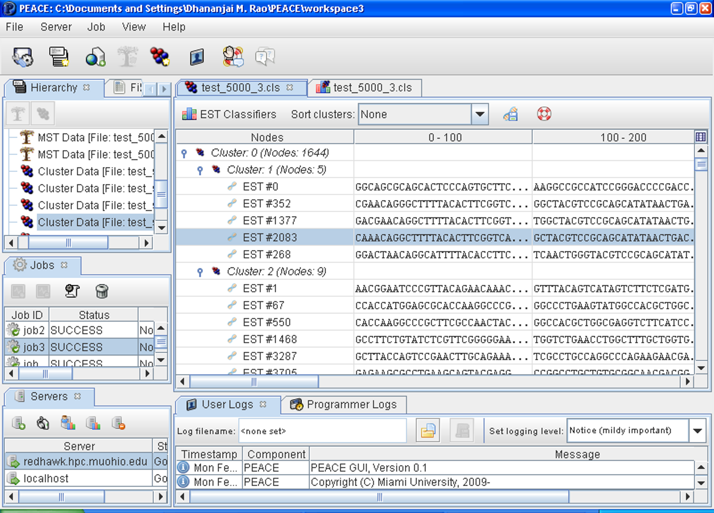 PEACE: C:\Documents and Settings\Dhananjai M. Rao\PEACE\workspace3
File Server Job View Help
Hierarchy
test_5000_3.cls
test_5000_3.cls
EST Classifiers Sort clusters: None
Nodes 0 - 100 100 - 200
MST Data [File: test_500
MST Data [File: test_500
Cluster Data [File: test_
Cluster Data [File: test_
Cluster Data [File: test_
Cluster Data [File: test_
Cluster: 0 (Nodes: 1644)
Cluster: 1 (Nodes: 5)
EST #0 GGCAGCGCAGCACTCCCAGTGCTTC... AAGGCCGCCATCCGGGACCCCGACC.
EST #352 CGAACAGGGCTTTTACACTTCGGTC... GGCTACGTCCGCAGCATATAACTGA.
EST #1377 GACGAACAGGCTTTTACACTTCGGT... TGGCTACGTCCGCAGCATATAACTG.
EST #2083 CAAACAGGCTTTTACACTTCGGTCA... GCTACGTCCGCAGCATATAACTGAC.
EST #268 GGACTAACAGGCATTTTACACCTTC... TCAACTGGGTACGTCCGCAGCATAT.
Cluster: 2 (Nodes: 9)
EST #1 AACGGAATCCCGTTACAGAACAAAC... GTTTACAGTCATAGTCTTCTCGATG.
EST #67 CCACCATGGAGCGCACAAGGCCCG... GGCCCTGAAGTATGGCCACGCTGGC.
EST #550 CACCAAGGCCCGCTTCGCCAACTAC... GGCCACGCTGGCGAGGTCTTCATCC.
EST #1468 GCCTTCTGTATCTCGTTCGGGGGAA... TGGTCTGAACCTGGCTTTGCTGGTG.
EST #3287 GCTTACCAGTCCGAACTTGCAGAAA... TCGCCTGCCAGGCCCAGAAGAACGA.
EST #3705
Jobs
Job ID Status
job2 SUCCESS No
job3 SUCCESS No
job SUCCESS No
Servers
Server St
redhawk.hpc.muohio.edu Go
localhost Go
User Logs Programmer Logs
Log filename: <none set> Set logging level: Notice (mildy important)
Timestamp Component Message
Mon Fe... PEACE PEACE GUI, Version 0.1
Mon Fe... PEACE Copyright (C) Miami University, 2009-